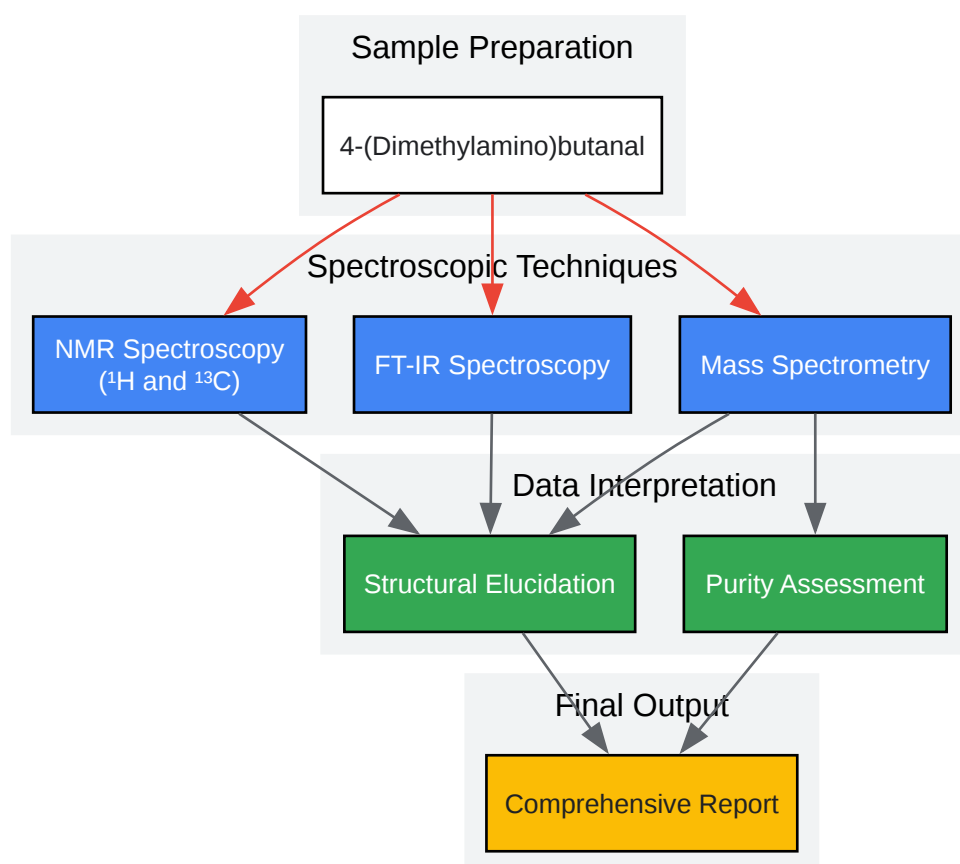 Sample Preparation
4-(Dimethylamino)butanal
Spectroscopic Techniques
NMR Spectroscopy
(¹H and ¹³C)
FT-IR Spectroscopy
Mass Spectrometry
Data Interpretation
Structural Elucidation
Purity Assessment
Final Output
Comprehensive Report